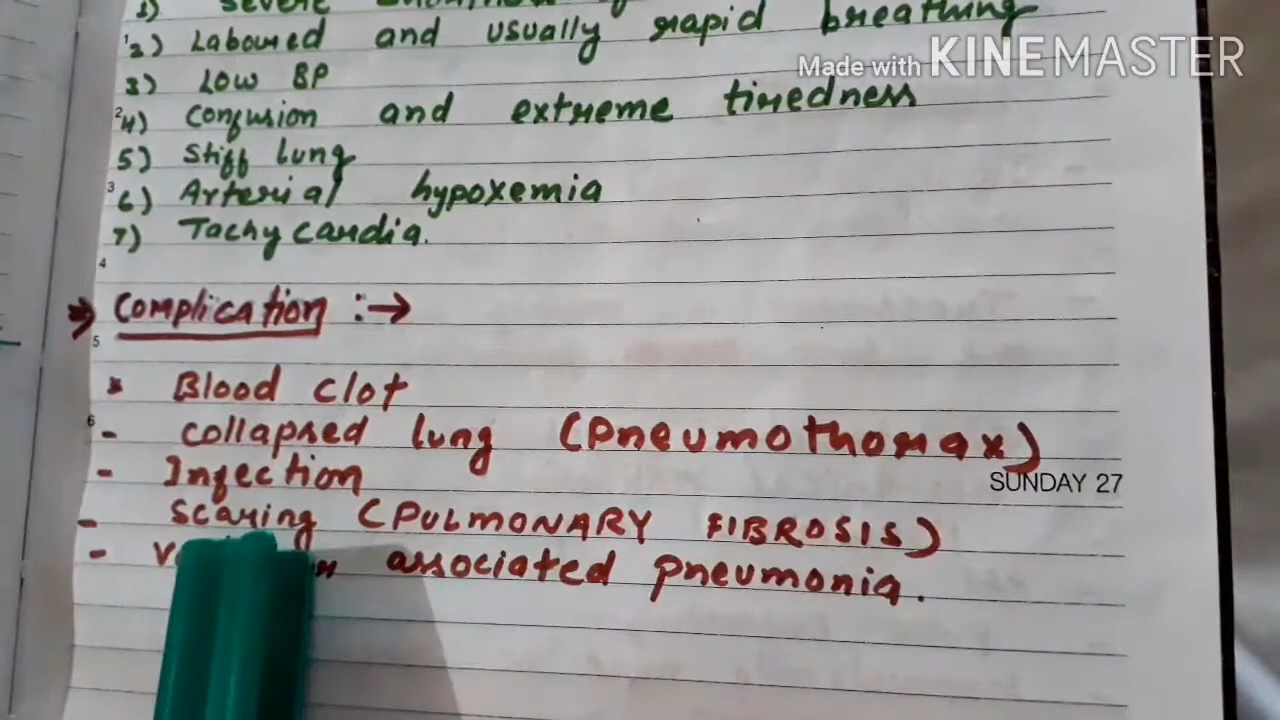 1) Severe
2) Laboured and usually rapid breathing
Made with KINEMASTER
3) Low BP
4) Confusion and extreme tiredness
5) Stiff lung
6) Arterial hypoxemia
7) Tachycardia.
⇒ Complication :→
Blood Clot
- Collapsed lung (Pneumothorax)
- Infection
SUNDAY 27
- Scaring (PULMONARY FIBROSIS)
- associated pneumonia.